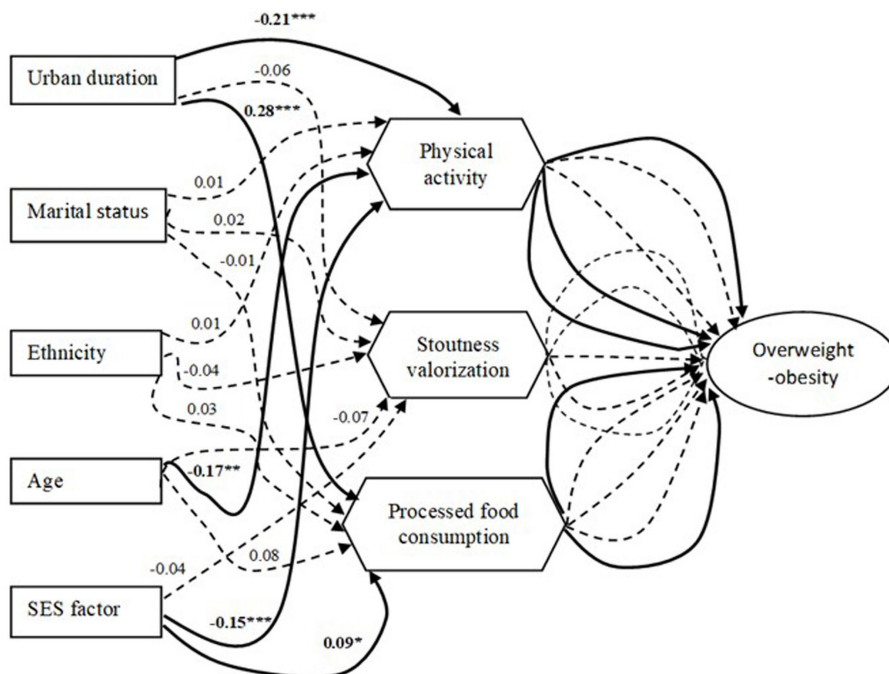 -0.21***
Urban duration
-0.06
0.28***
Physical
activity
0.01
Marital status
0.02
-0.01
0.01
Ethnicity
-0.04
Stoutness
valorization
Overweight
-obesity
0.03
-0.07
Age
-0.17**
Processed food
consumption
0.08
-0.04
SES factor
-0.15***
0.09*